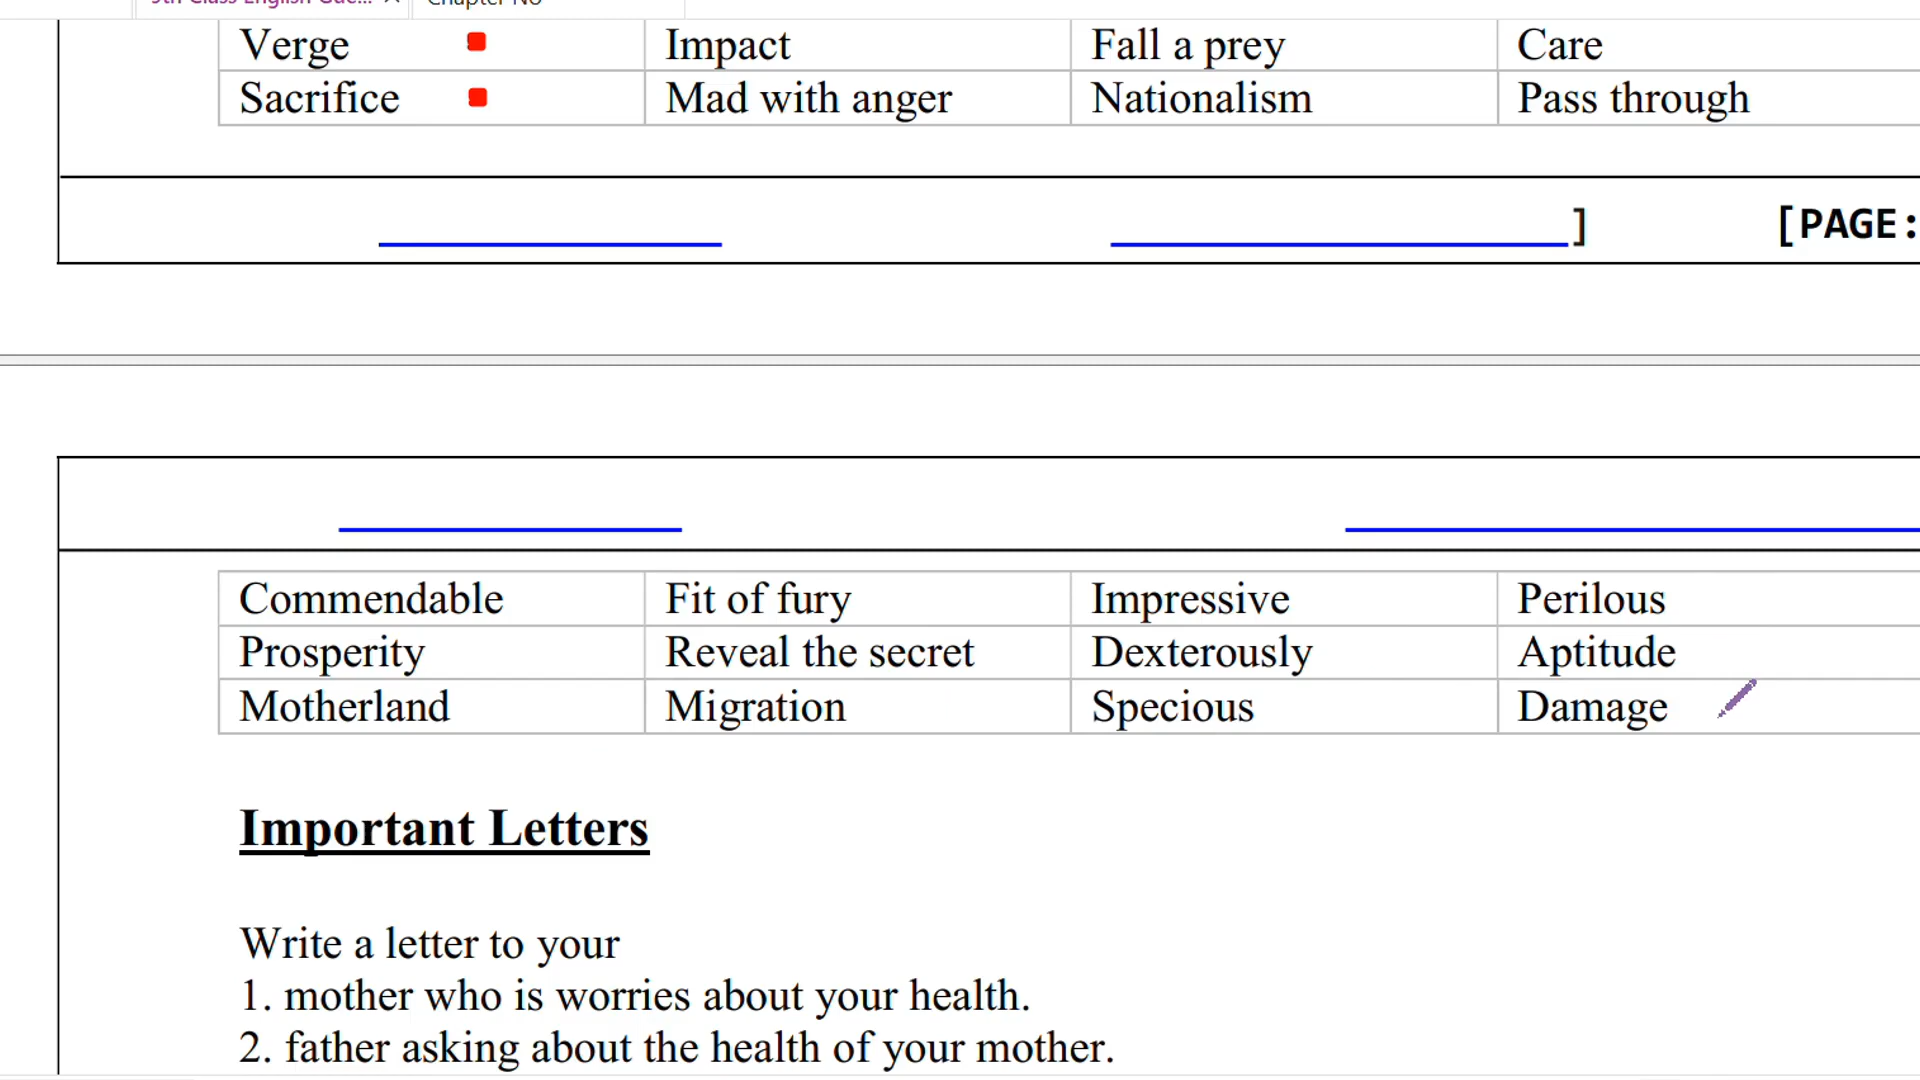 Chapter No
Verge Impact Fall a prey Care
Sacrifice Mad with anger Nationalism Pass through
] [PAGE:
Commendable Fit of fury Impressive Perilous
Prosperity Reveal the secret Dexterously Aptitude
Motherland Migration Specious Damage
Important Letters
Write a letter to your
1. mother who is worries about your health.
2. father asking about the health of your mother.